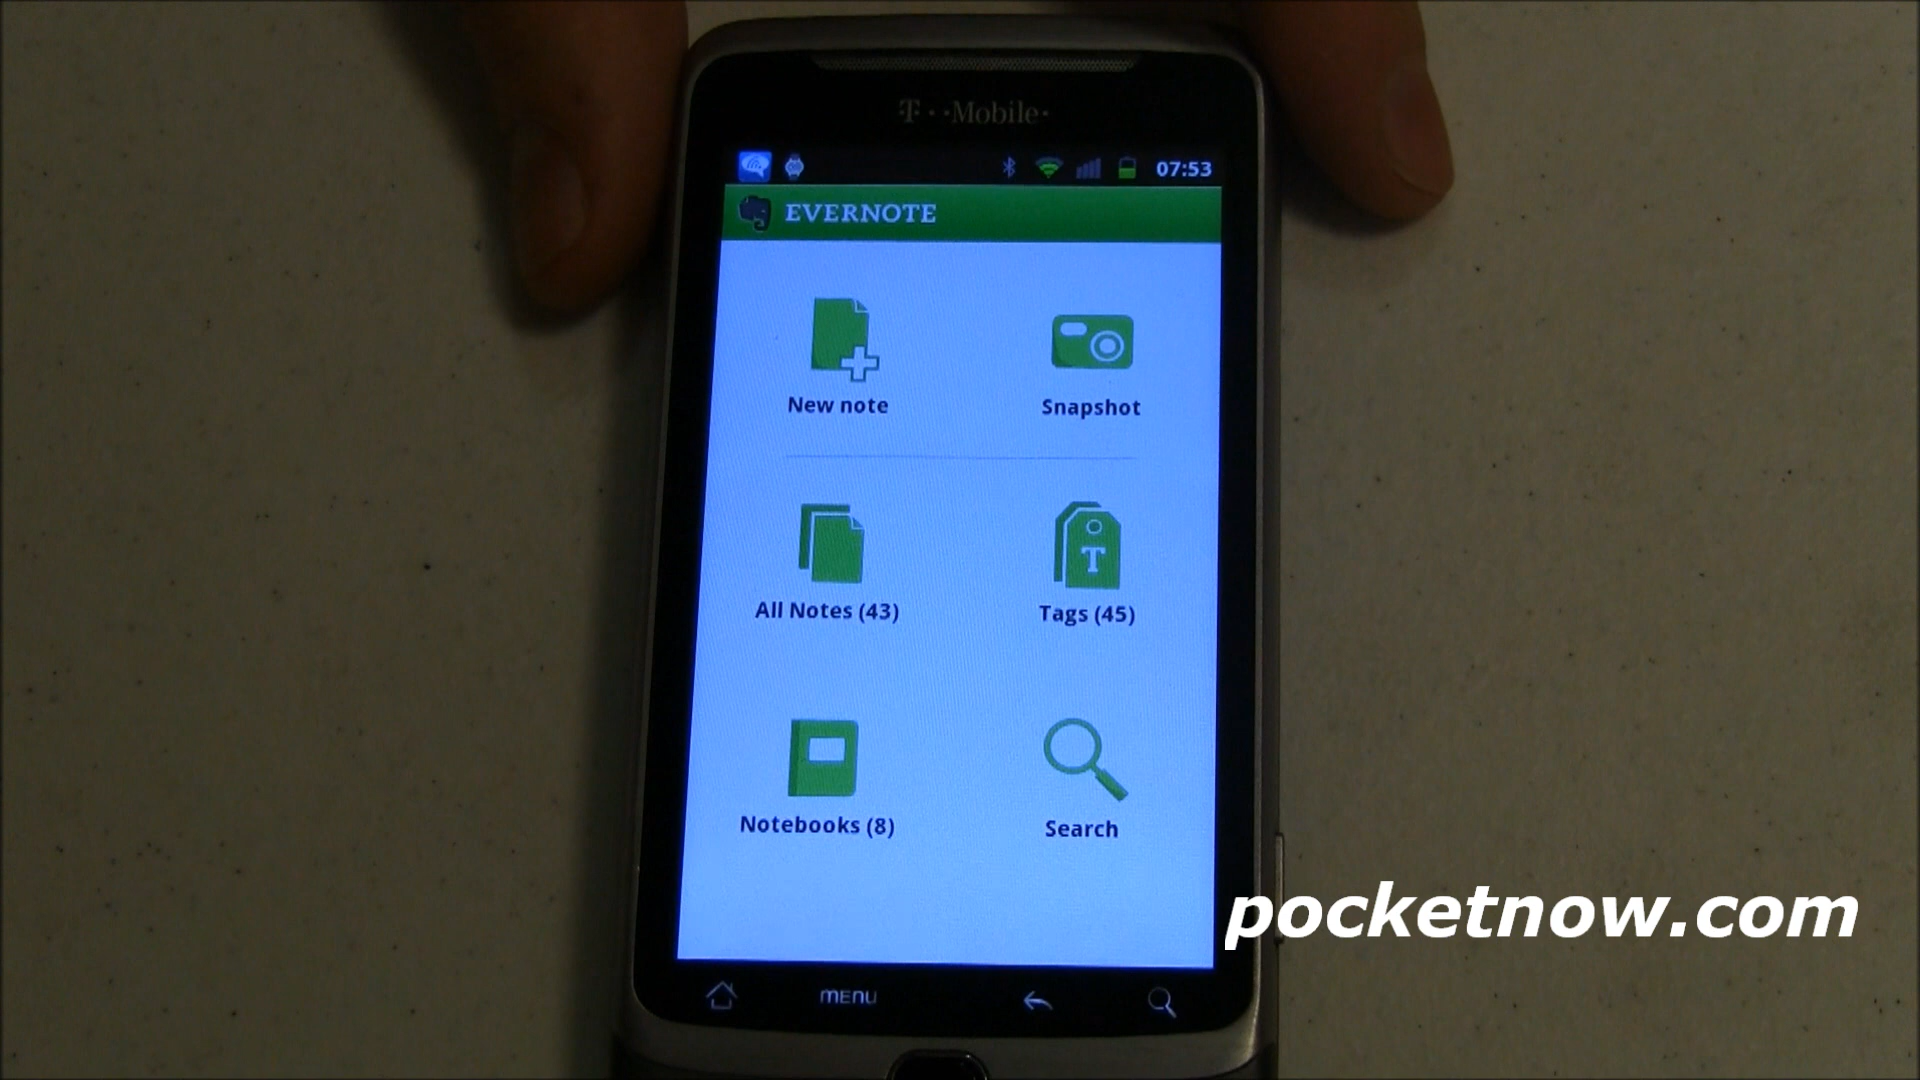 T··Mobile·
07:53
EVERNOTE
New note
Snapshot
T
All Notes (43)
Tags (45)
Notebooks (8)
Search
pocketnow.com
MENU